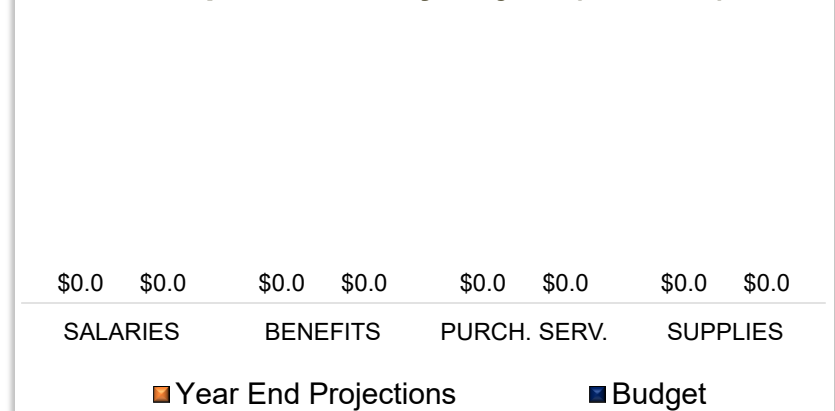 $0.0 $0.0 $0.0 $0.0 $0.0 $0.0 $0.0 $0.0
SALARIES BENEFITS PURCH. SERV. SUPPLIES
Year End Projections Budget